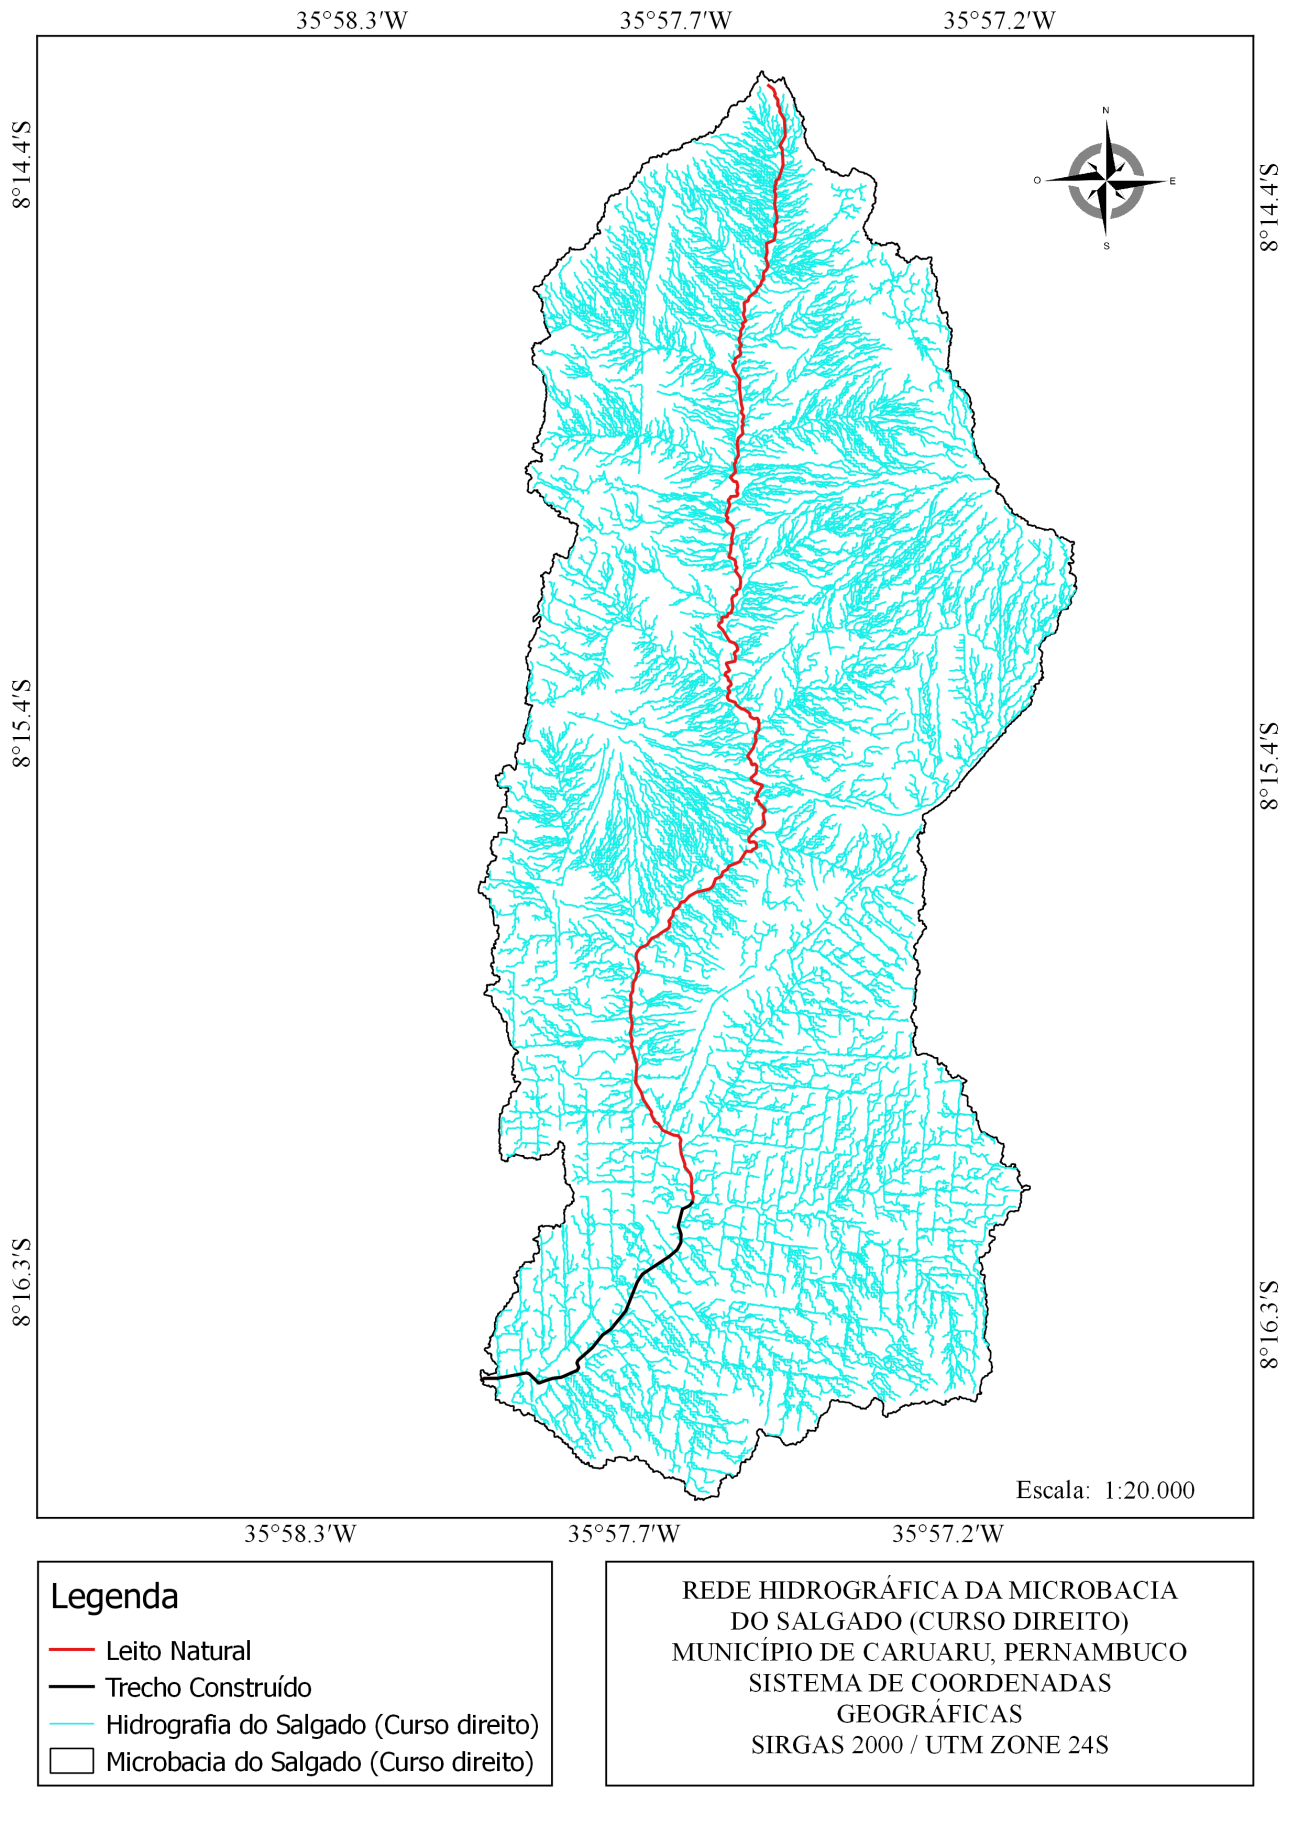 35°58.3'W 35°57.7'W 35°57.2'W
8°14.4'S
8°14.4'S
N
O E
S
8°15.4'S
8°15.4'S
8°16.3'S
8°16.3'S
Escala: 1:20.000
35°58.3'W 35°57.7'W 35°57.2'W
Legenda
Leito Natural
Trecho Construído
Hidrografia do Salgado (Curso direito)
Microbacia do Salgado (Curso direito)
REDE HIDROGRÁFICA DA MICROBACIA
DO SALGADO (CURSO DIREITO)
MUNICÍPIO DE CARUARU, PERNAMBUCO
SISTEMA DE COORDENADAS
GEOGRÁFICAS
SIRGAS 2000 / UTM ZONE 24S